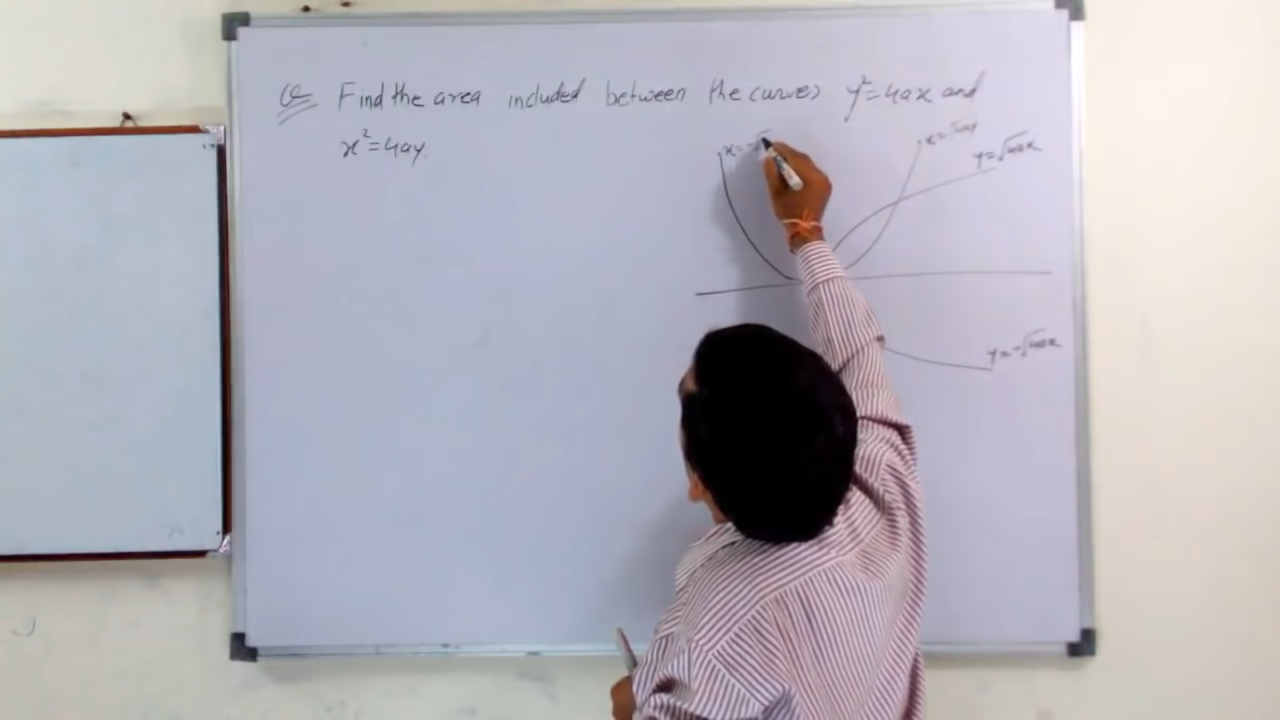 Q Find the area included between the curves y²=4ax and
x²=4ay.
x=-√
x=√4ay
y=√4ax
y=-√4ax